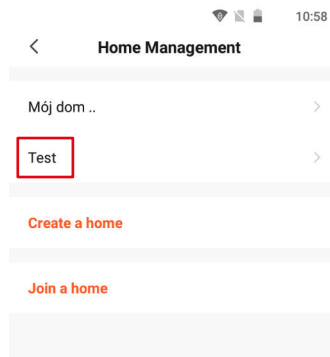 10:58
Home Management
Mój dom ..
Test
Create a home
Join a home